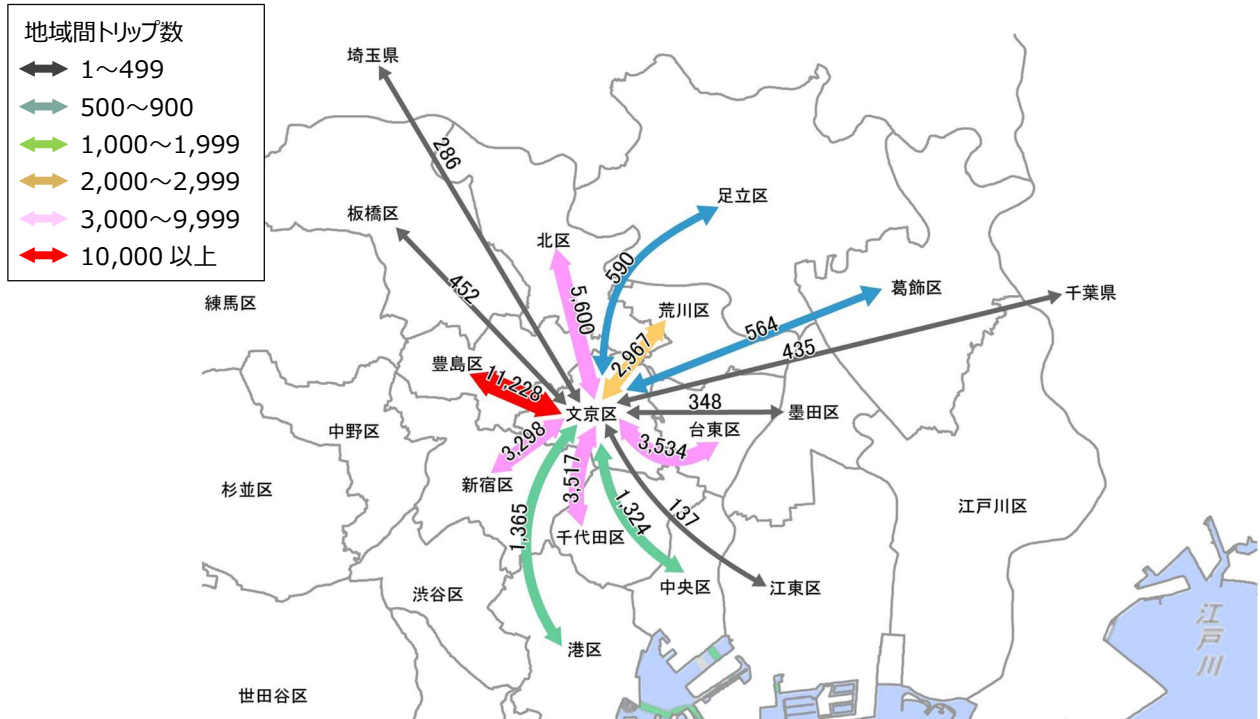 地域間トリップ数
1～499
500～900
1,000～1,999
2,000～2,999
3,000～9,999
10,000 以上
埼玉県
286
板橋区
452
北区
5,600
足立区
590
荒川区
2,967
葛飾区
564
千葉県
435
練馬区
豊島区
11,228
文京区
348
墨田区
台東区
3,534
中野区
3,298
新宿区
3,517
千代田区
杉並区
1,365
1,324
137
江戸川区
中央区
江東区
渋谷区
港区
世田谷区
江戸川